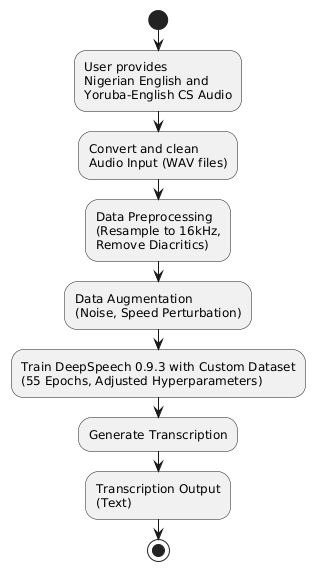 User provides
Nigerian English and
Yoruba-English CS Audio
Convert and clean
Audio Input (WAV files)
Data Preprocessing
(Resample to 16kHz,
Remove Diacritics)
Data Augmentation
(Noise, Speed Perturbation)
Train DeepSpeech 0.9.3 with Custom Dataset
(55 Epochs, Adjusted Hyperparameters)
Generate Transcription
Transcription Output
(Text)